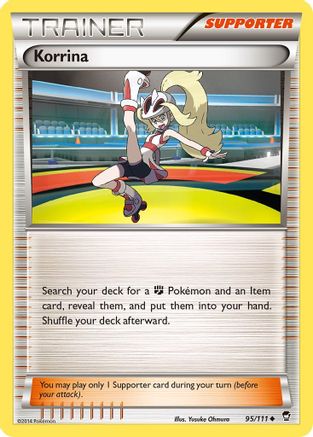 TRAINER
SUPPORTER
Korrina
Search your deck for a Pokémon and an Item
card, reveal them, and put them into your hand.
Shuffle your deck afterward.
You may play only 1 Supporter card during your turn (before
your attack).
©2014 Pokémon
Illus. Yusuke Ohmura
95/111